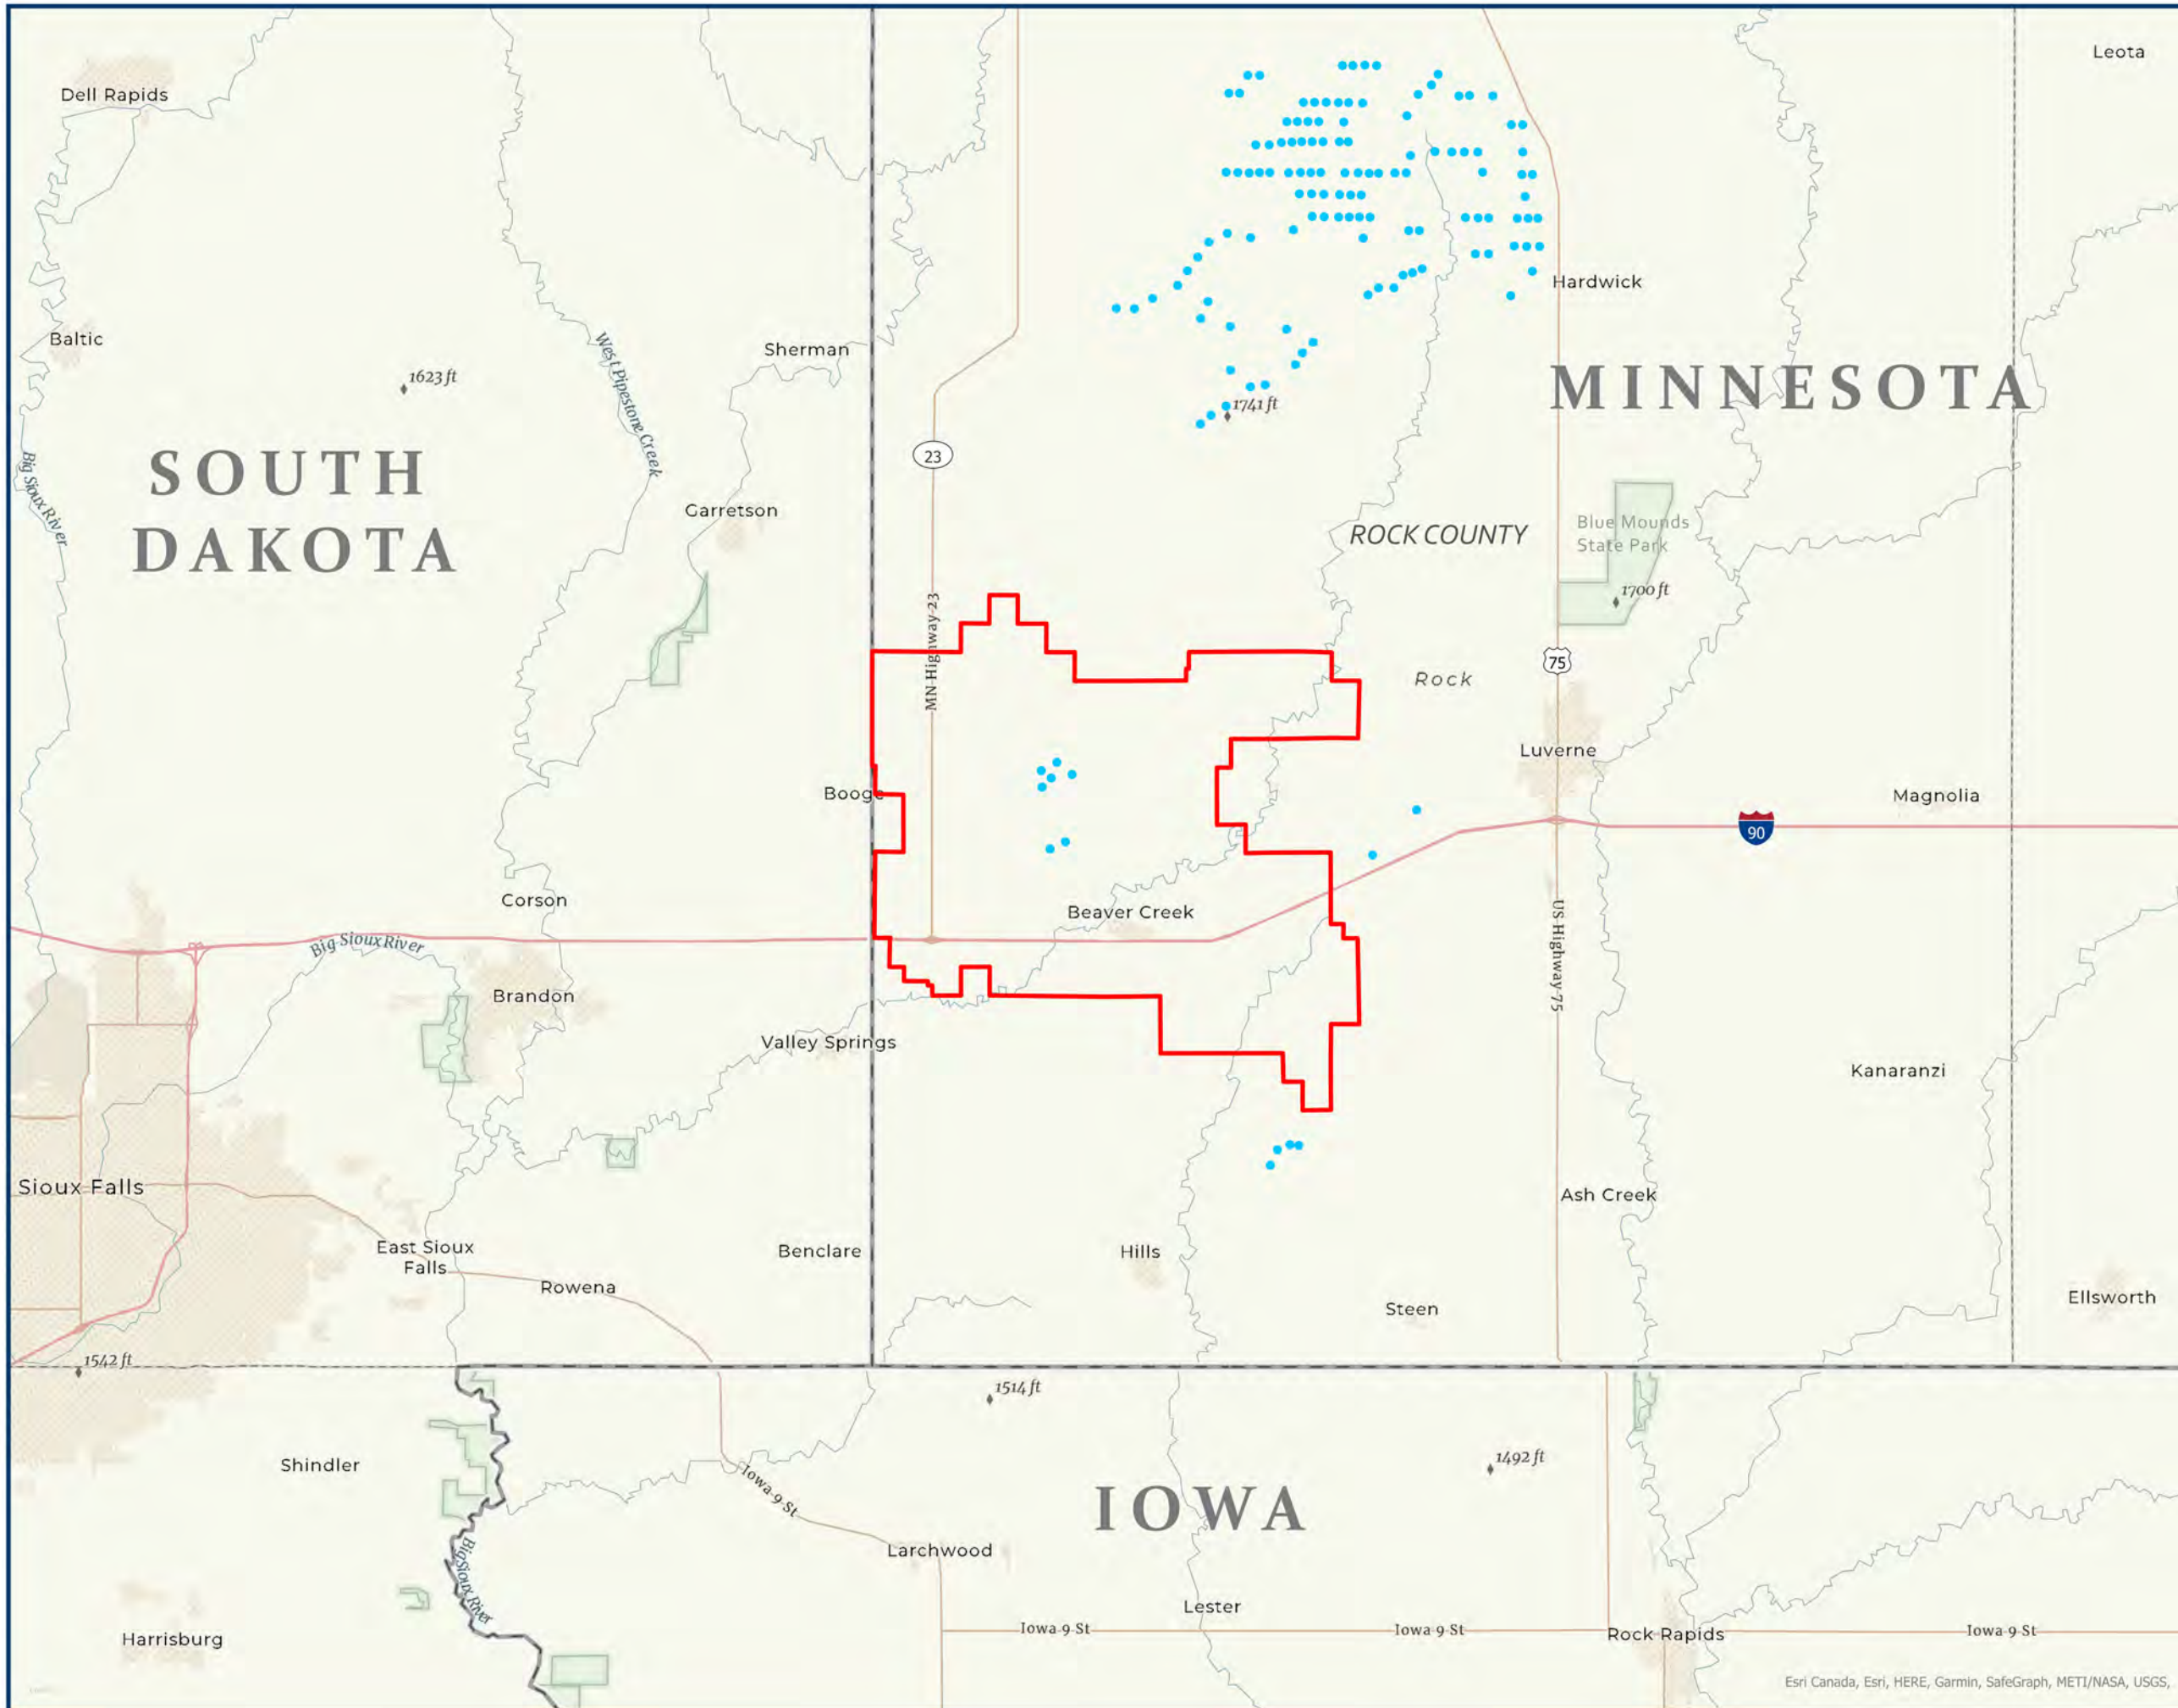 Leota
Dell Rapids
Hardwick
Baltic
Sherman
1623 ft
West Pipestone Creek
MINNESOTA
1741 ft
SOUTH
DAKOTA
23
Big Sioux River
Garretson
ROCK COUNTY
Blue Mounds
State Park
1700 ft
MN Highway 23
75
Rock
Luverne
Booge
Magnolia
90
Corson
Beaver Creek
Big Sioux River
US Highway 75
Brandon
Valley Springs
Kanaranzi
Sioux Falls
Ash Creek
East Sioux
Falls
Benclare
Hills
Rowena
Steen
Ellsworth
1542 ft
1514 ft
Shindler
1492 ft
Iowa 9 St
IOWA
Larchwood
Big Sioux River
Lester
Harrisburg
Iowa 9 St
Iowa 9 St
Rock Rapids
Iowa 9 St
Esri Canada, Esri, HERE, Garmin, SafeGraph, METI/NASA, USGS,